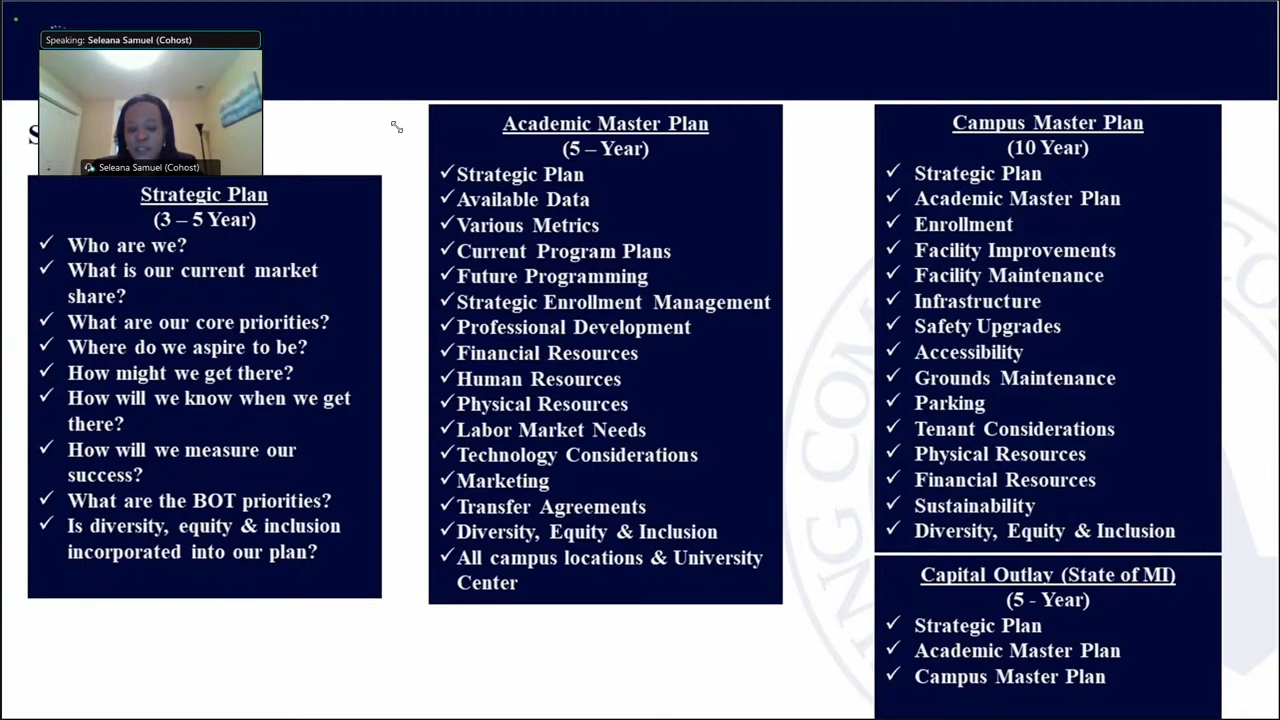 Speaking: Seleana Samuel (Cohost)
Seleana Samuel (Cohost)
S
Strategic Plan
(3 – 5 Year)
✓ Who are we?
✓ What is our current market
share?
✓ What are our core priorities?
✓ Where do we aspire to be?
✓ How might we get there?
✓ How will we know when we get
there?
✓ How will we measure our
success?
✓ What are the BOT priorities?
✓ Is diversity, equity & inclusion
incorporated into our plan?
Academic Master Plan
(5 – Year)
✓ Strategic Plan
✓ Available Data
✓ Various Metrics
✓ Current Program Plans
✓ Future Programming
✓ Strategic Enrollment Management
✓ Professional Development
✓ Financial Resources
✓ Human Resources
✓ Physical Resources
✓ Labor Market Needs
✓ Technology Considerations
✓ Marketing
✓ Transfer Agreements
✓ Diversity, Equity & Inclusion
✓ All campus locations & University
Center
Campus Master Plan
(10 Year)
✓ Strategic Plan
✓ Academic Master Plan
✓ Enrollment
✓ Facility Improvements
✓ Facility Maintenance
✓ Infrastructure
✓ Safety Upgrades
✓ Accessibility
✓ Grounds Maintenance
✓ Parking
✓ Tenant Considerations
✓ Physical Resources
✓ Financial Resources
✓ Sustainability
✓ Diversity, Equity & Inclusion
Capital Outlay (State of MI)
(5 - Year)
✓ Strategic Plan
✓ Academic Master Plan
✓ Campus Master Plan